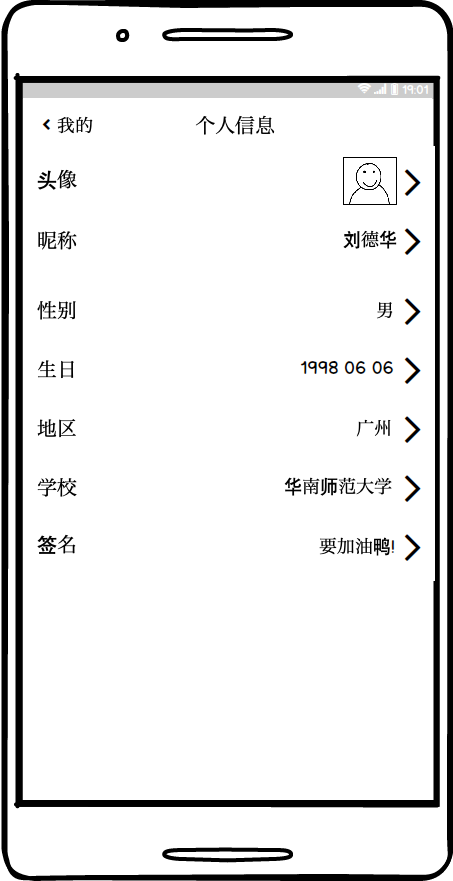 19:01
< 我的 个人信息
头像
昵称 刘德华
性别 男
生日 1998 06 06
地区 广州
学校 华南师范大学
签名 要加油鸭!